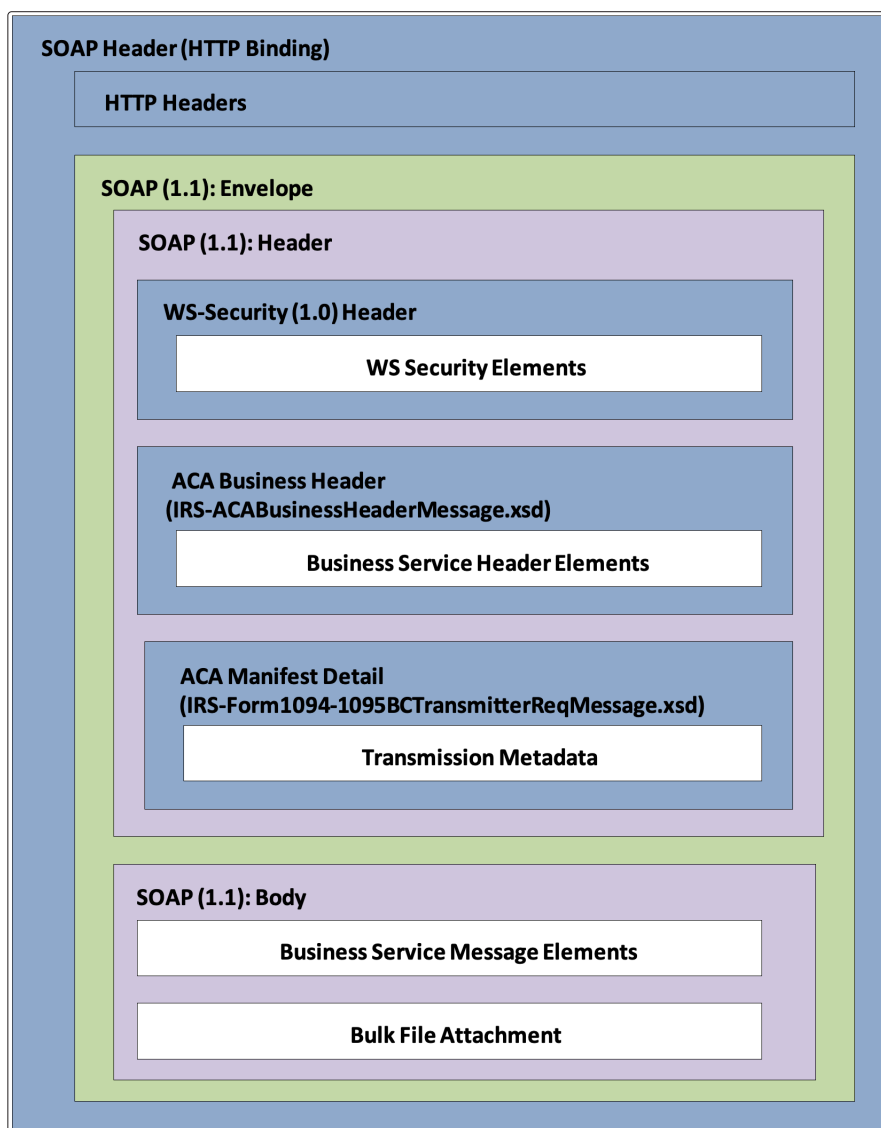 SOAP Header (HTTP Binding)
HTTP Headers
SOAP (1.1): Envelope
SOAP (1.1): Header
WS-Security (1.0) Header
WS Security Elements
ACA Business Header
(IRS-ACABusinessHeaderMessage.xsd)
Business Service Header Elements
ACA Manifest Detail
(IRS-Form1094-1095BCTransmitterReqMessage.xsd)
Transmission Metadata
SOAP (1.1): Body
Business Service Message Elements
Bulk File Attachment